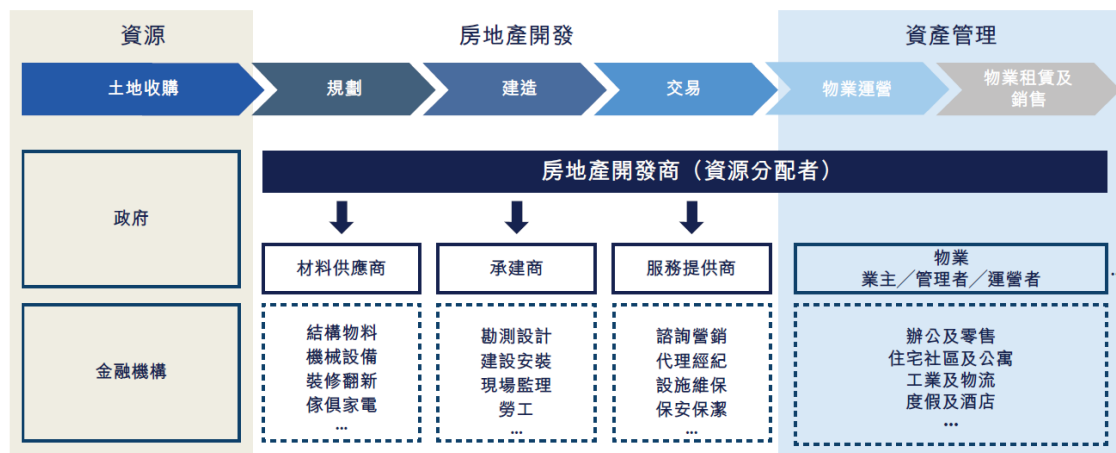 資源
房地產開發
資產管理
土地收購
規劃
建造
交易
物業運營
物業租賃及
銷售
政府
金融機構
房地產開發商（資源分配者）
材料供應商
承建商
服務提供商
物業
業主╱管理者╱運營者
...
結構物料
機械設備
裝修翻新
傢俱家電
...
勘測設計
建設安裝
現場監理
勞工
...
諮詢營銷
代理經紀
設施維保
保安保潔
...
辦公及零售
住宅社區及公寓
工業及物流
度假及酒店
...